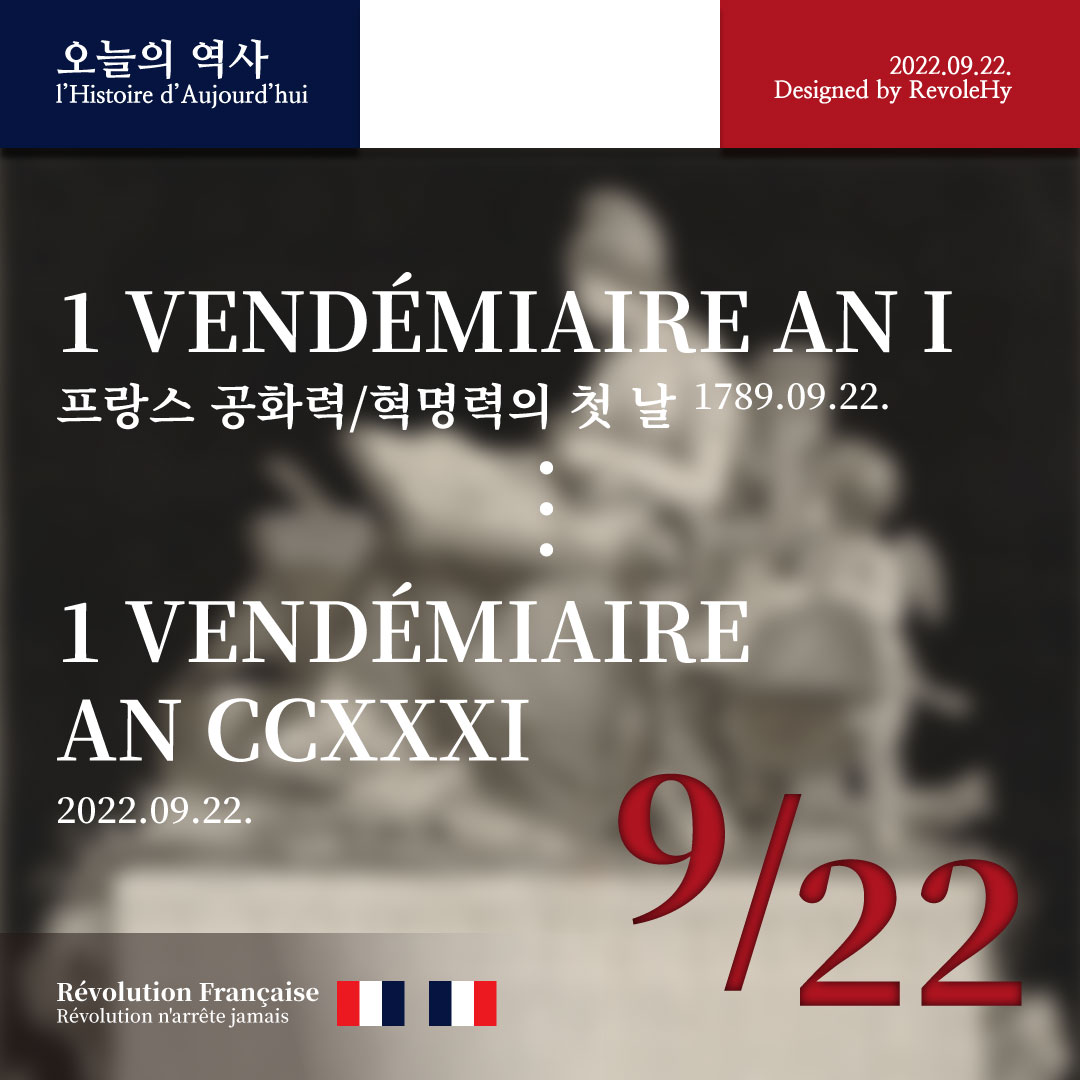 오늘의 역사
l'Histoire d'Aujourd'hui
2022.09.22.
Designed by RevoleHy
1 VENDÉMIAIRE AN I
프랑스 공화력/혁명력의 첫 날 1789.09.22.
1 VENDÉMIAIRE
AN CCXXXI
2022.09.22.
9/22
Révolution Française
Révolution n'arrête jamais